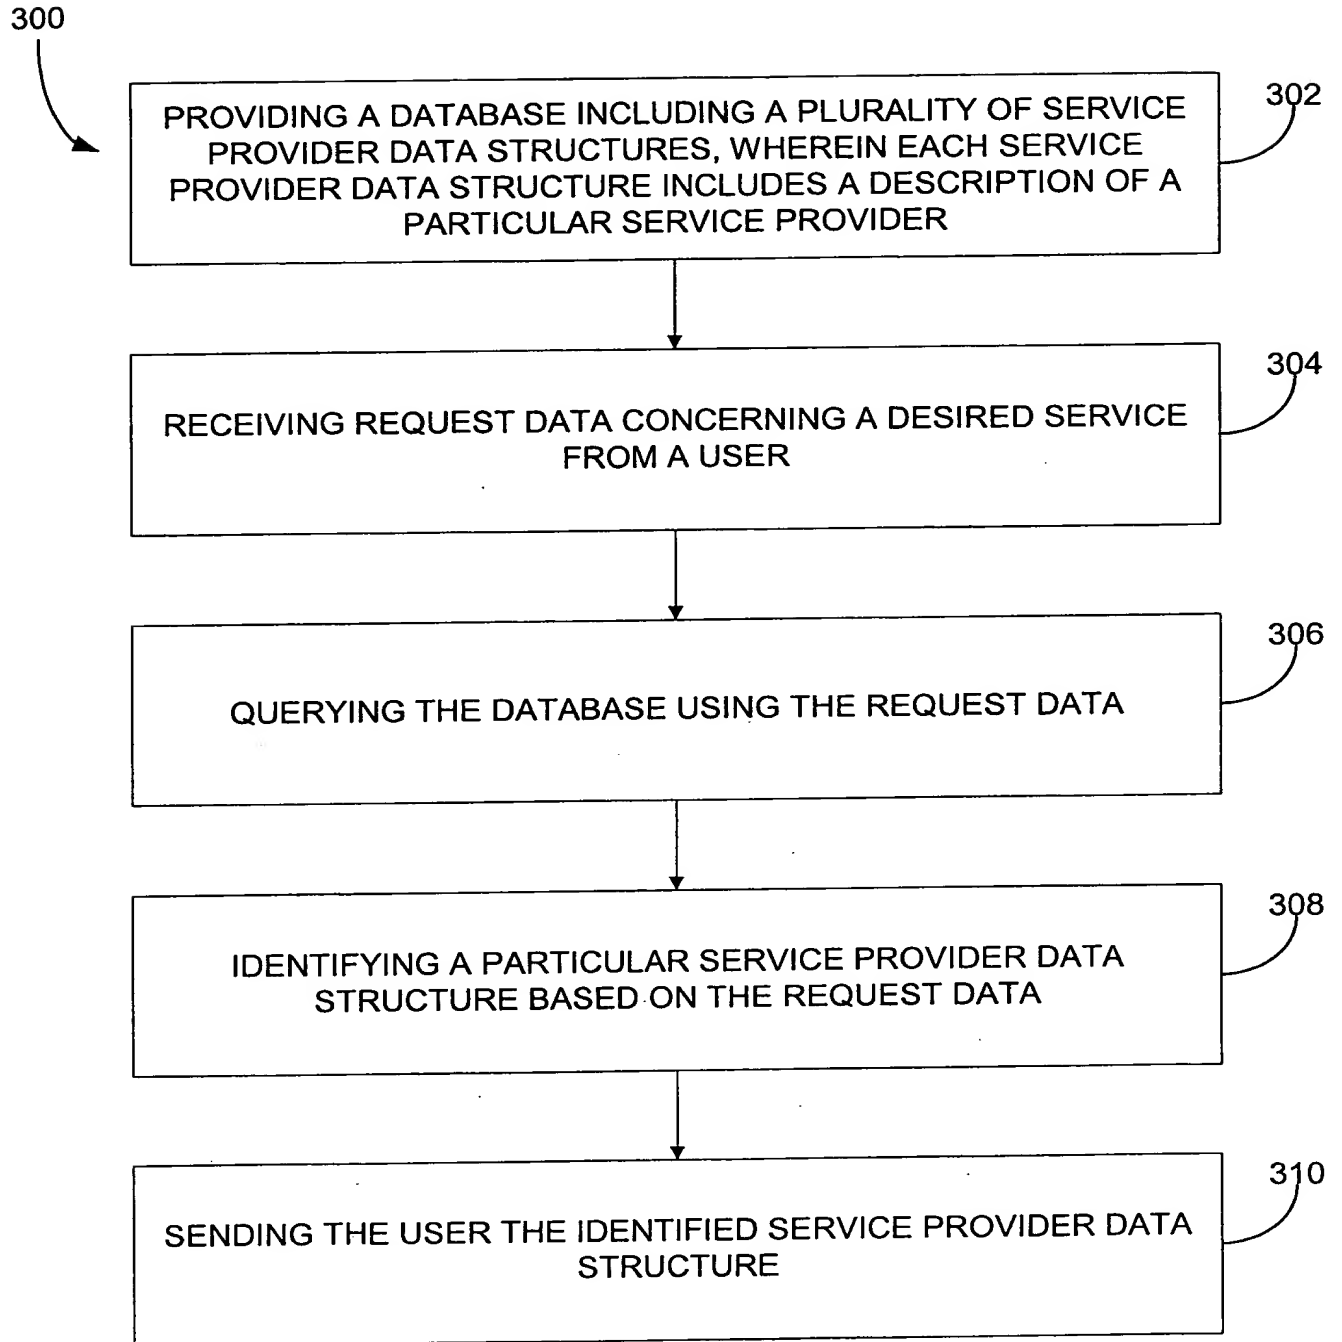 300
302
PROVIDING A DATABASE INCLUDING A PLURALITY OF SERVICE
PROVIDER DATA STRUCTURES, WHEREIN EACH SERVICE
PROVIDER DATA STRUCTURE INCLUDES A DESCRIPTION OF A
PARTICULAR SERVICE PROVIDER
304
RECEIVING REQUEST DATA CONCERNING A DESIRED SERVICE
FROM A USER
306
QUERYING THE DATABASE USING THE REQUEST DATA
308
IDENTIFYING A PARTICULAR SERVICE PROVIDER DATA
STRUCTURE BASED ON THE REQUEST DATA
310
SENDING THE USER THE IDENTIFIED SERVICE PROVIDER DATA
STRUCTURE